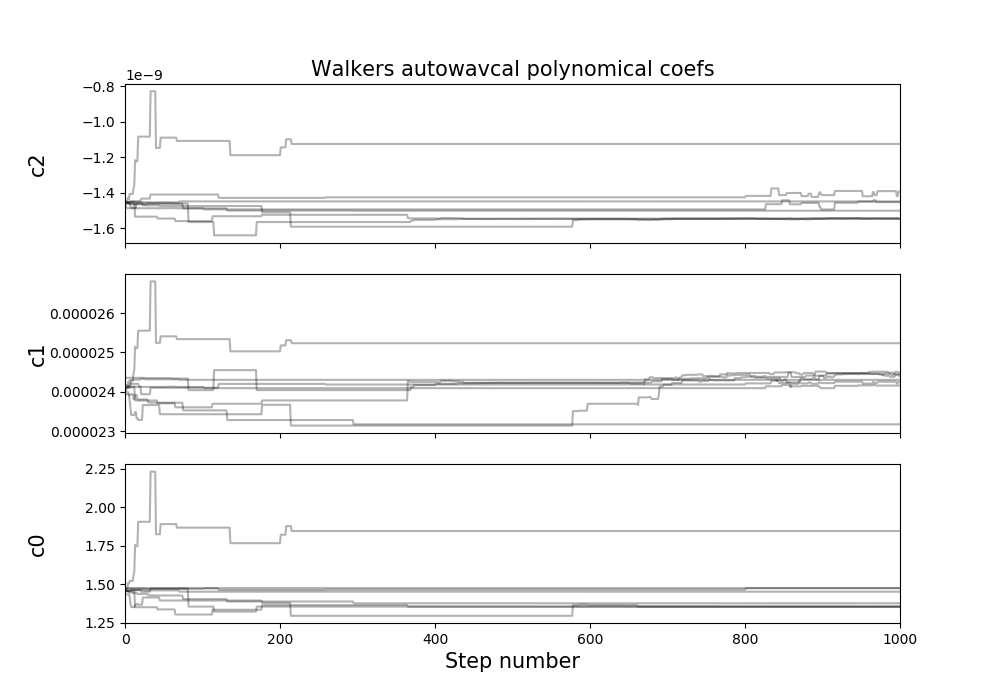 Walkers autowavcal polynomical coefs
1e−9
−0.8
−1.0
−1.2
−1.4
−1.6
c2
0.000026
0.000025
0.000024
0.000023
c1
2.25
2.00
1.75
1.50
1.25
c0
0 200 400 600 800 1000
Step number